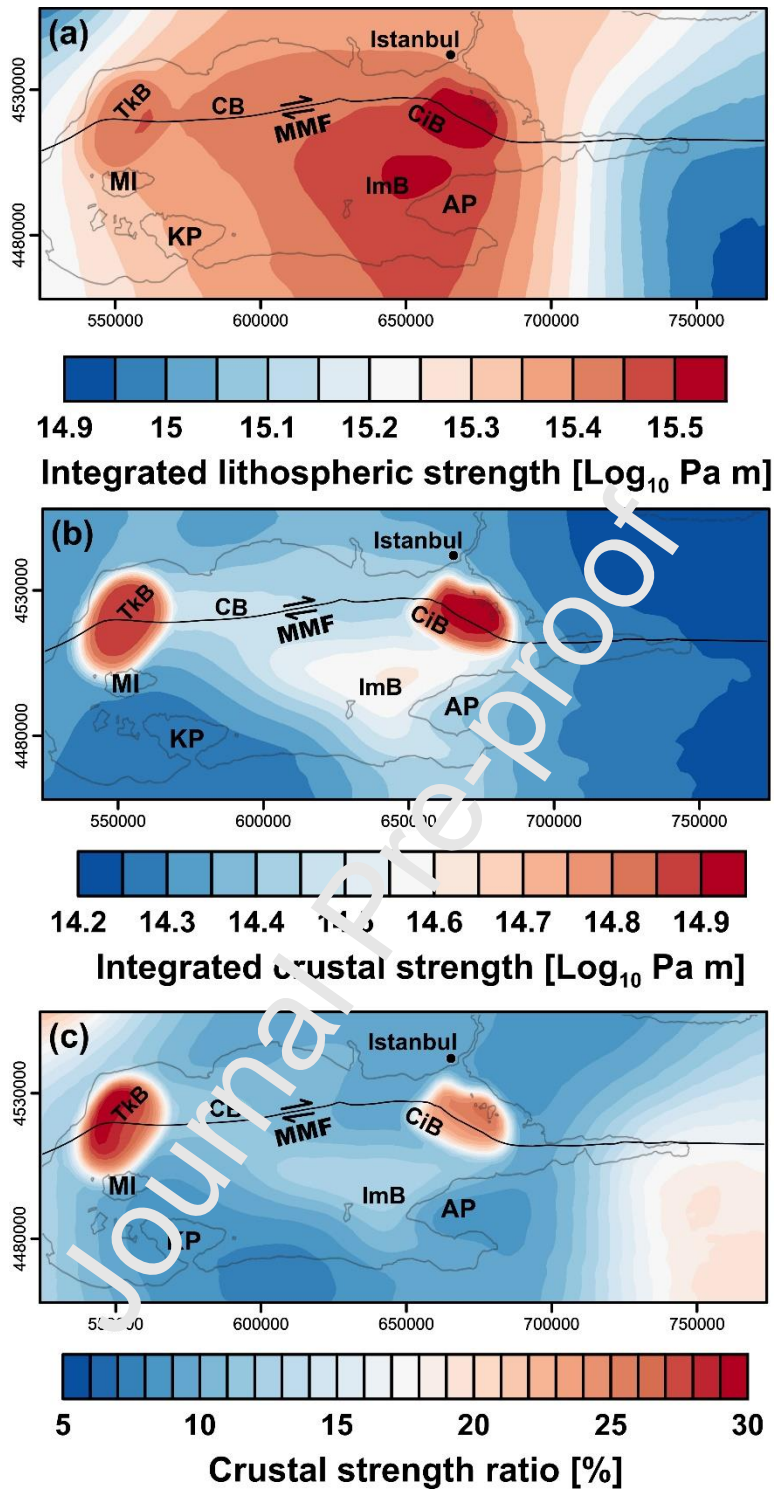 (a)
Istanbul
4530000
TkB
CB
CiB
MMF
MI
ImB
AP
KP
4480000
550000 600000 650000 700000 750000
14.9 15 15.1 15.2 15.3 15.4 15.5
Integrated lithospheric strength [Log₁₀ Pa m]
(b)
Istanbul
4530000
TkB
CB
CiB
MMF
MI
ImB
AP
KP
4480000
550000 600000 650000 700000 750000
14.2 14.3 14.4 14.5 14.6 14.7 14.8 14.9
Integrated crustal strength [Log₁₀ Pa m]
(c)
Istanbul
4530000
TkB
CB
CiB
MMF
MI
ImB
AP
KP
4480000
550000 600000 650000 700000 750000
5 10 15 20 25 30
Crustal strength ratio [%]
Journal Pre-proof